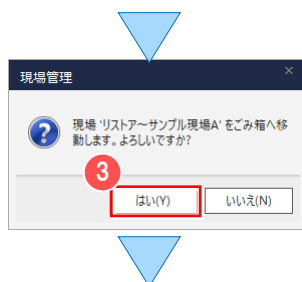 現場管理
×
現場 'リストア～サンプル現場A' をごみ箱へ移
動します。よろしいですか?
3
はい(Y)
いいえ(N)